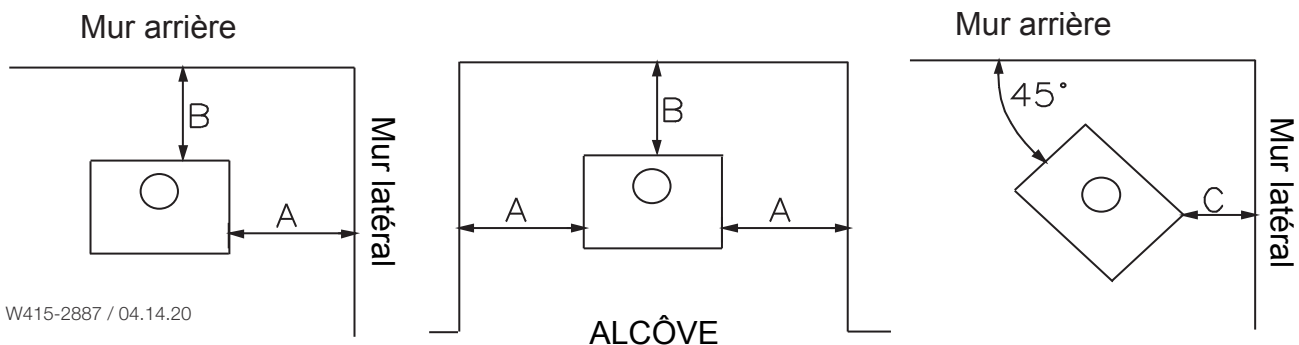 Mur arrière
B
A
Mur latéral
W415-2887 / 04.14.20
B
A
A
ALCÔVE
Mur arrière
45°
C
Mur latéral